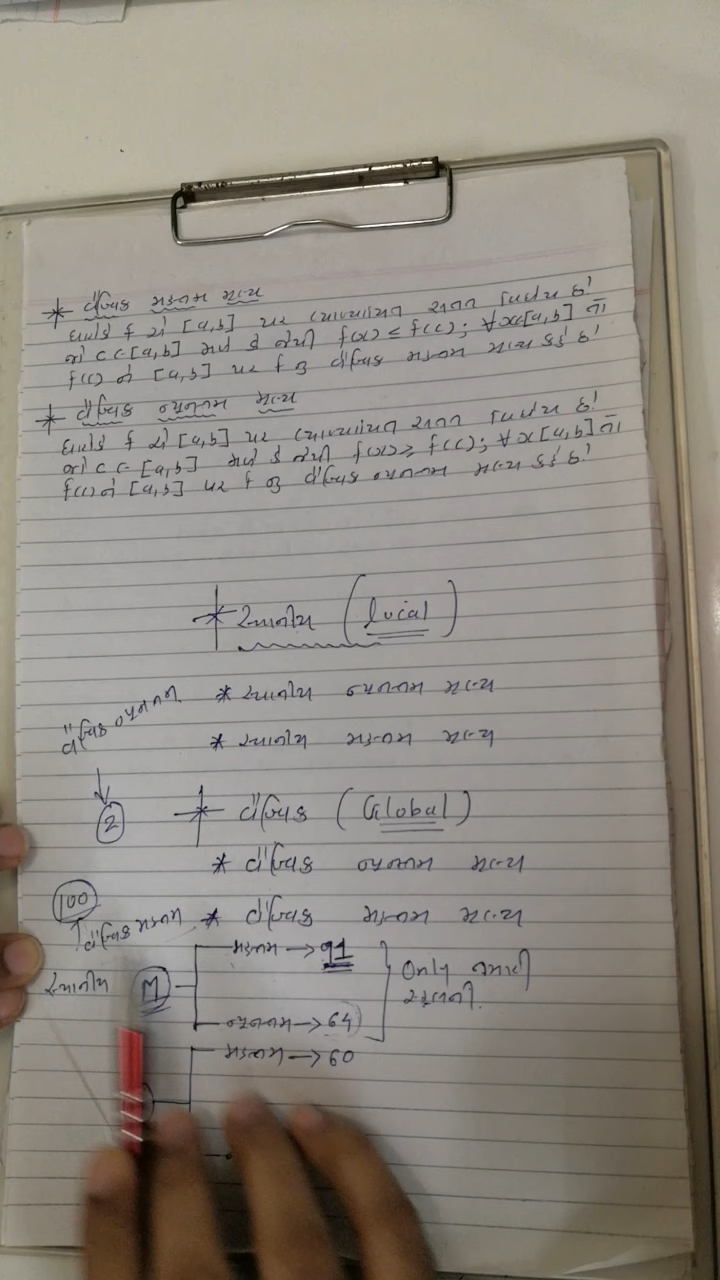 * વૈશ્વિક મહત્તમ મૂલ્ય
ધારો કે f એ [a,b] પર વ્યાખ્યાયિત સતત વિધેય છે.
જો c ∈ [a,b] મળે કે જેથી f(x) ≤ f(c); ∀x∈[a,b] તો
f(c) ને [a,b] પર f નું વૈશ્વિક મહત્તમ મૂલ્ય કહે છે.
* વૈશ્વિક ન્યૂનતમ મૂલ્ય
ધારો કે f એ [a,b] પર વ્યાખ્યાયિત સતત વિધેય છે.
જો c ∈ [a,b] મળે કે જેથી f(x) ≥ f(c); ∀x [a,b] તો
f(c) ને [a,b] પર f નું વૈશ્વિક ન્યૂનતમ મૂલ્ય કહે છે.
* સ્થાનીય (local)
* સ્થાનીય ન્યૂનતમ મૂલ્ય
વૈશ્વિક ન્યૂનતમ
* સ્થાનીય મહત્તમ મૂલ્ય
2
* વૈશ્વિક (Global)
* વૈશ્વિક ન્યૂનતમ મૂલ્ય
100
* વૈશ્વિક મહત્તમ મૂલ્ય
વૈશ્વિક મહત્તમ
મહત્તમ → 91
સ્થાનીય M
Only
ન્યૂનતમ → 64
મહત્તમ → 60